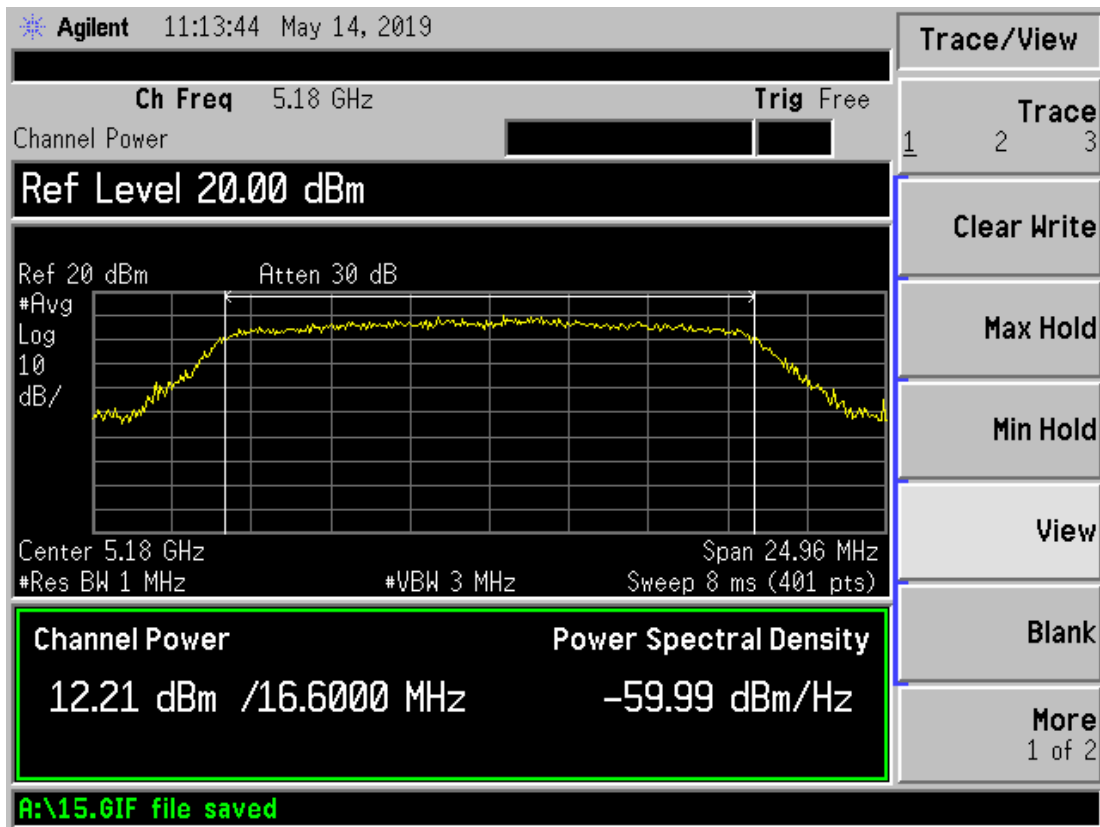 Agilent 11:13:44 May 14, 2019
Trace/View
Ch Freq 5.18 GHz Trig Free
Channel Power
Trace
1 2 3
Ref Level 20.00 dBm
Clear Write
Ref 20 dBm Atten 30 dB
#Avg
Log
10
dB/
Max Hold
Min Hold
View
Center 5.18 GHz Span 24.96 MHz
#Res BW 1 MHz #VBW 3 MHz Sweep 8 ms (401 pts)
Channel Power Power Spectral Density
12.21 dBm /16.6000 MHz -59.99 dBm/Hz
Blank
More
1 of 2
A:\15.GIF file saved